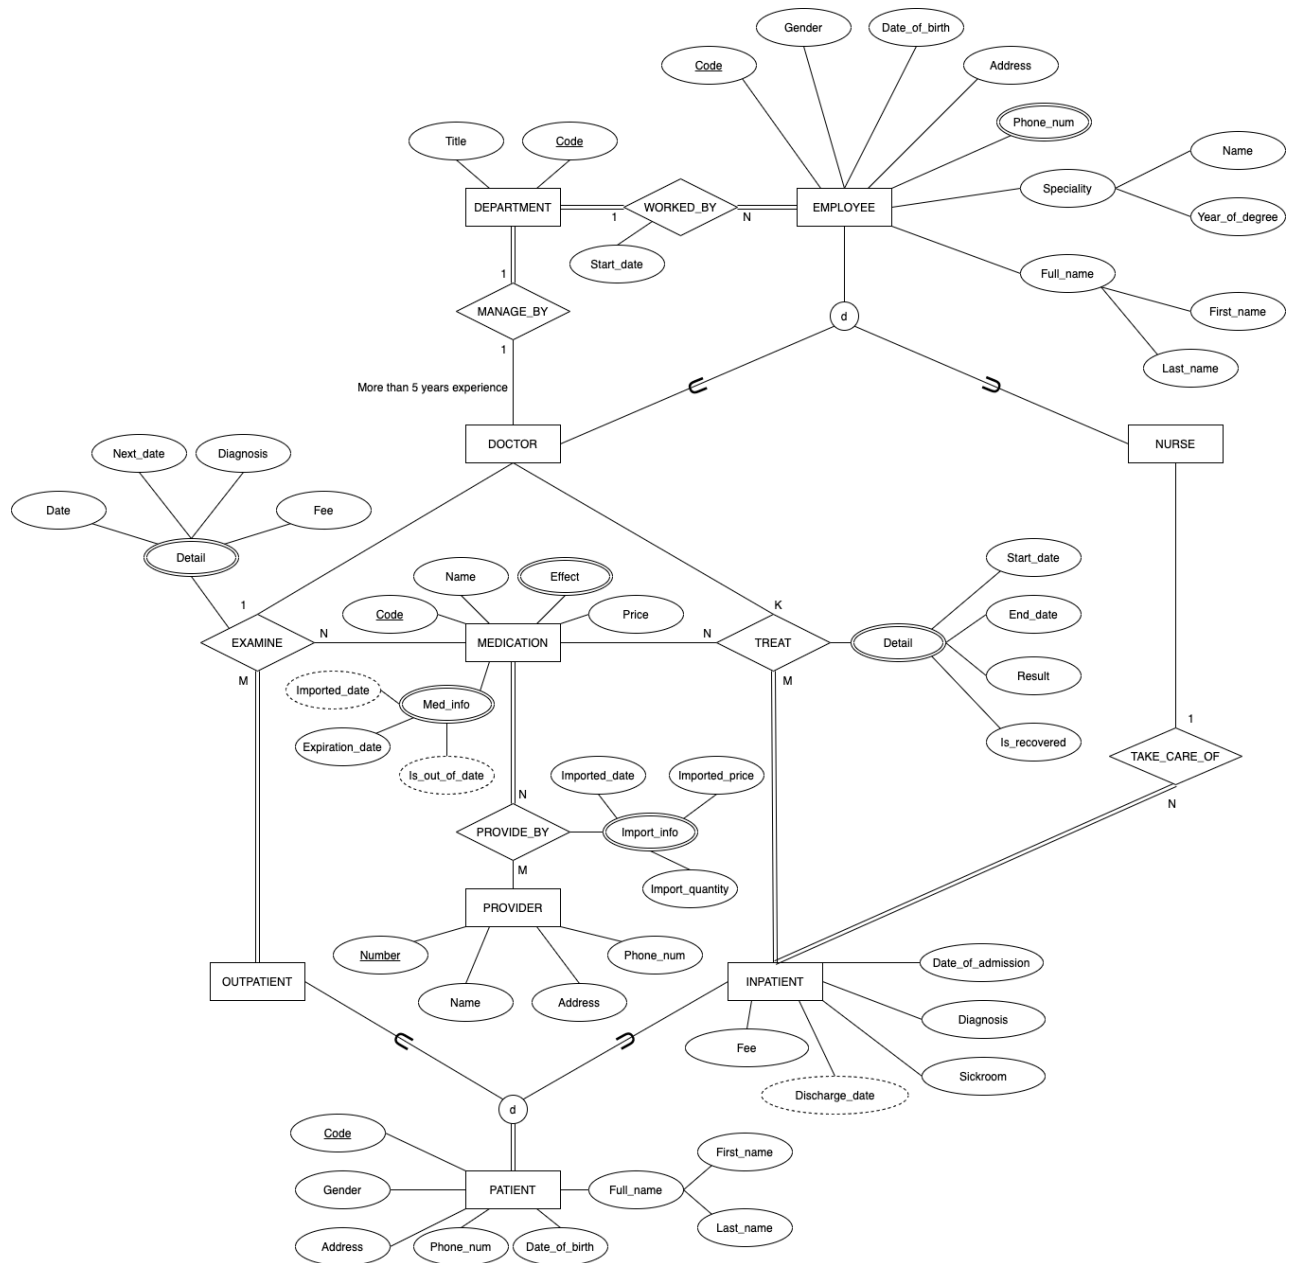 Gender
Date_of_birth
Code
Address
Phone_num
Title
Code
Name
Speciality
DEPARTMENT
WORKED_BY
EMPLOYEE
1
N
Year_of_degree
Start_date
Full_name
1
MANAGE_BY
d
First_name
1
Last_name
More than 5 years experience
DOCTOR
NURSE
Next_date
Diagnosis
Date
Fee
Detail
Start_date
Name
Effect
Code
Price
End_date
1
K
EXAMINE
N
MEDICATION
N
TREAT
Detail
M
M
Result
Imported_date
Med_info
Expiration_date
Is_recovered
1
Is_out_of_date
Imported_date
Imported_price
TAKE_CARE_OF
N
N
PROVIDE_BY
Import_info
M
Import_quantity
PROVIDER
Number
Phone_num
Date_of_admission
OUTPATIENT
INPATIENT
Name
Address
Diagnosis
Fee
Sickroom
Discharge_date
d
Code
First_name
Gender
PATIENT
Full_name
Last_name
Address
Phone_num
Date_of_birth